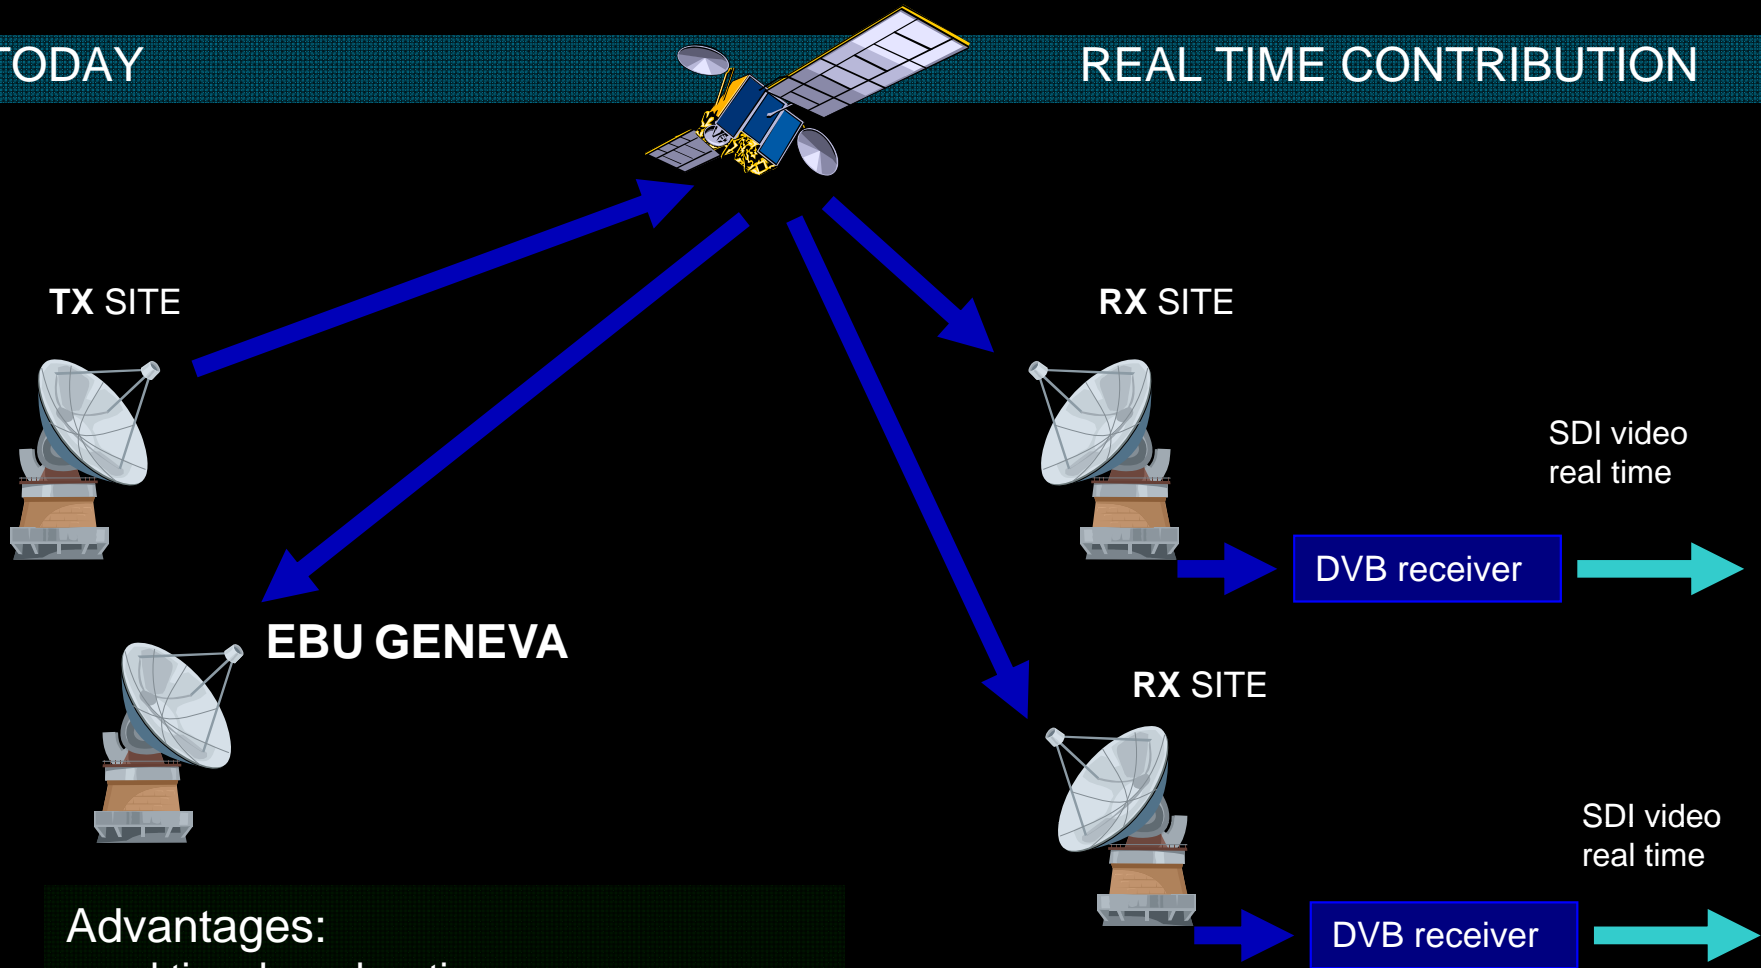 TODAY
REAL TIME CONTRIBUTION
TX SITE
RX SITE
SDI video
real time
DVB receiver
EBU GENEVA
RX SITE
SDI video
real time
DVB receiver
Advantages: